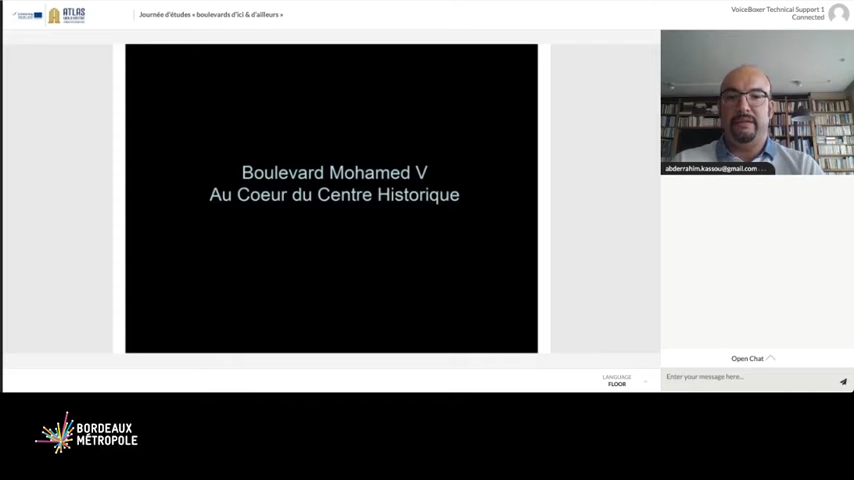 ATLAS
Journée d'études « boulevards d'ici & d'ailleurs »
VoiceBoxer Technical Support 1
Connected
Boulevard Mohamed V
Au Coeur du Centre Historique
abderrahim.kassou@gmail.com ...
Open Chat
LANGUAGE
FLOOR
Enter your message here...
BORDEAUX
MÉTROPOLE